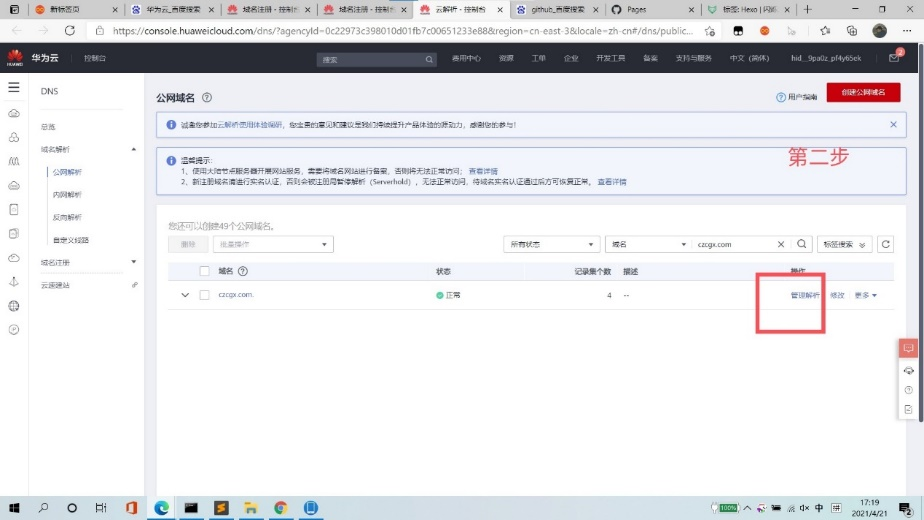 新标签页
华为云_百度搜索
域名注册 - 控制台
域名注册 - 控制台
云解析 - 控制台
github_百度搜索
Pages
标签: Hexo | 闪烁
https://console.huaweicloud.com/dns/?agencyId=0c22973c398010d01fb7c00651233e88&region=cn-east-3&locale=zh-cn#/dns/public...
HUAWEI
华为云
控制台
搜索
费用中心
资源
工单
企业
开发工具
备案
支持与服务
中文 (简体)
hid_9pa0z_pf4y65ek
2
DNS
总览
域名解析
公网解析
内网解析
反向解析
自定义线路
域名注册
云速建站
公网域名
用户指南
创建公网域名
诚邀您参加云解析使用体验调研，您宝贵的意见和建议是我们持续提升产品体验的源动力，感谢您的参与！
第二步
温馨提示:
1、使用大陆节点服务器开展网站服务，需要将域名网站进行备案，否则将无法正常访问；查看详情
2、新注册域名需进行实名认证，否则会被注册局暂停解析（Serverhold），无法正常访问，待域名实名认证通过后方可恢复正常。 查看详情
您还可以创建49个公网域名。
删除
批量操作
所有状态
域名
czcgx.com
标签搜索
域名
状态
记录集个数
描述
操作
czcgx.com.
正常
4
--
管理解析
修改
更多
100%
中
17:19
2021/4/21
2